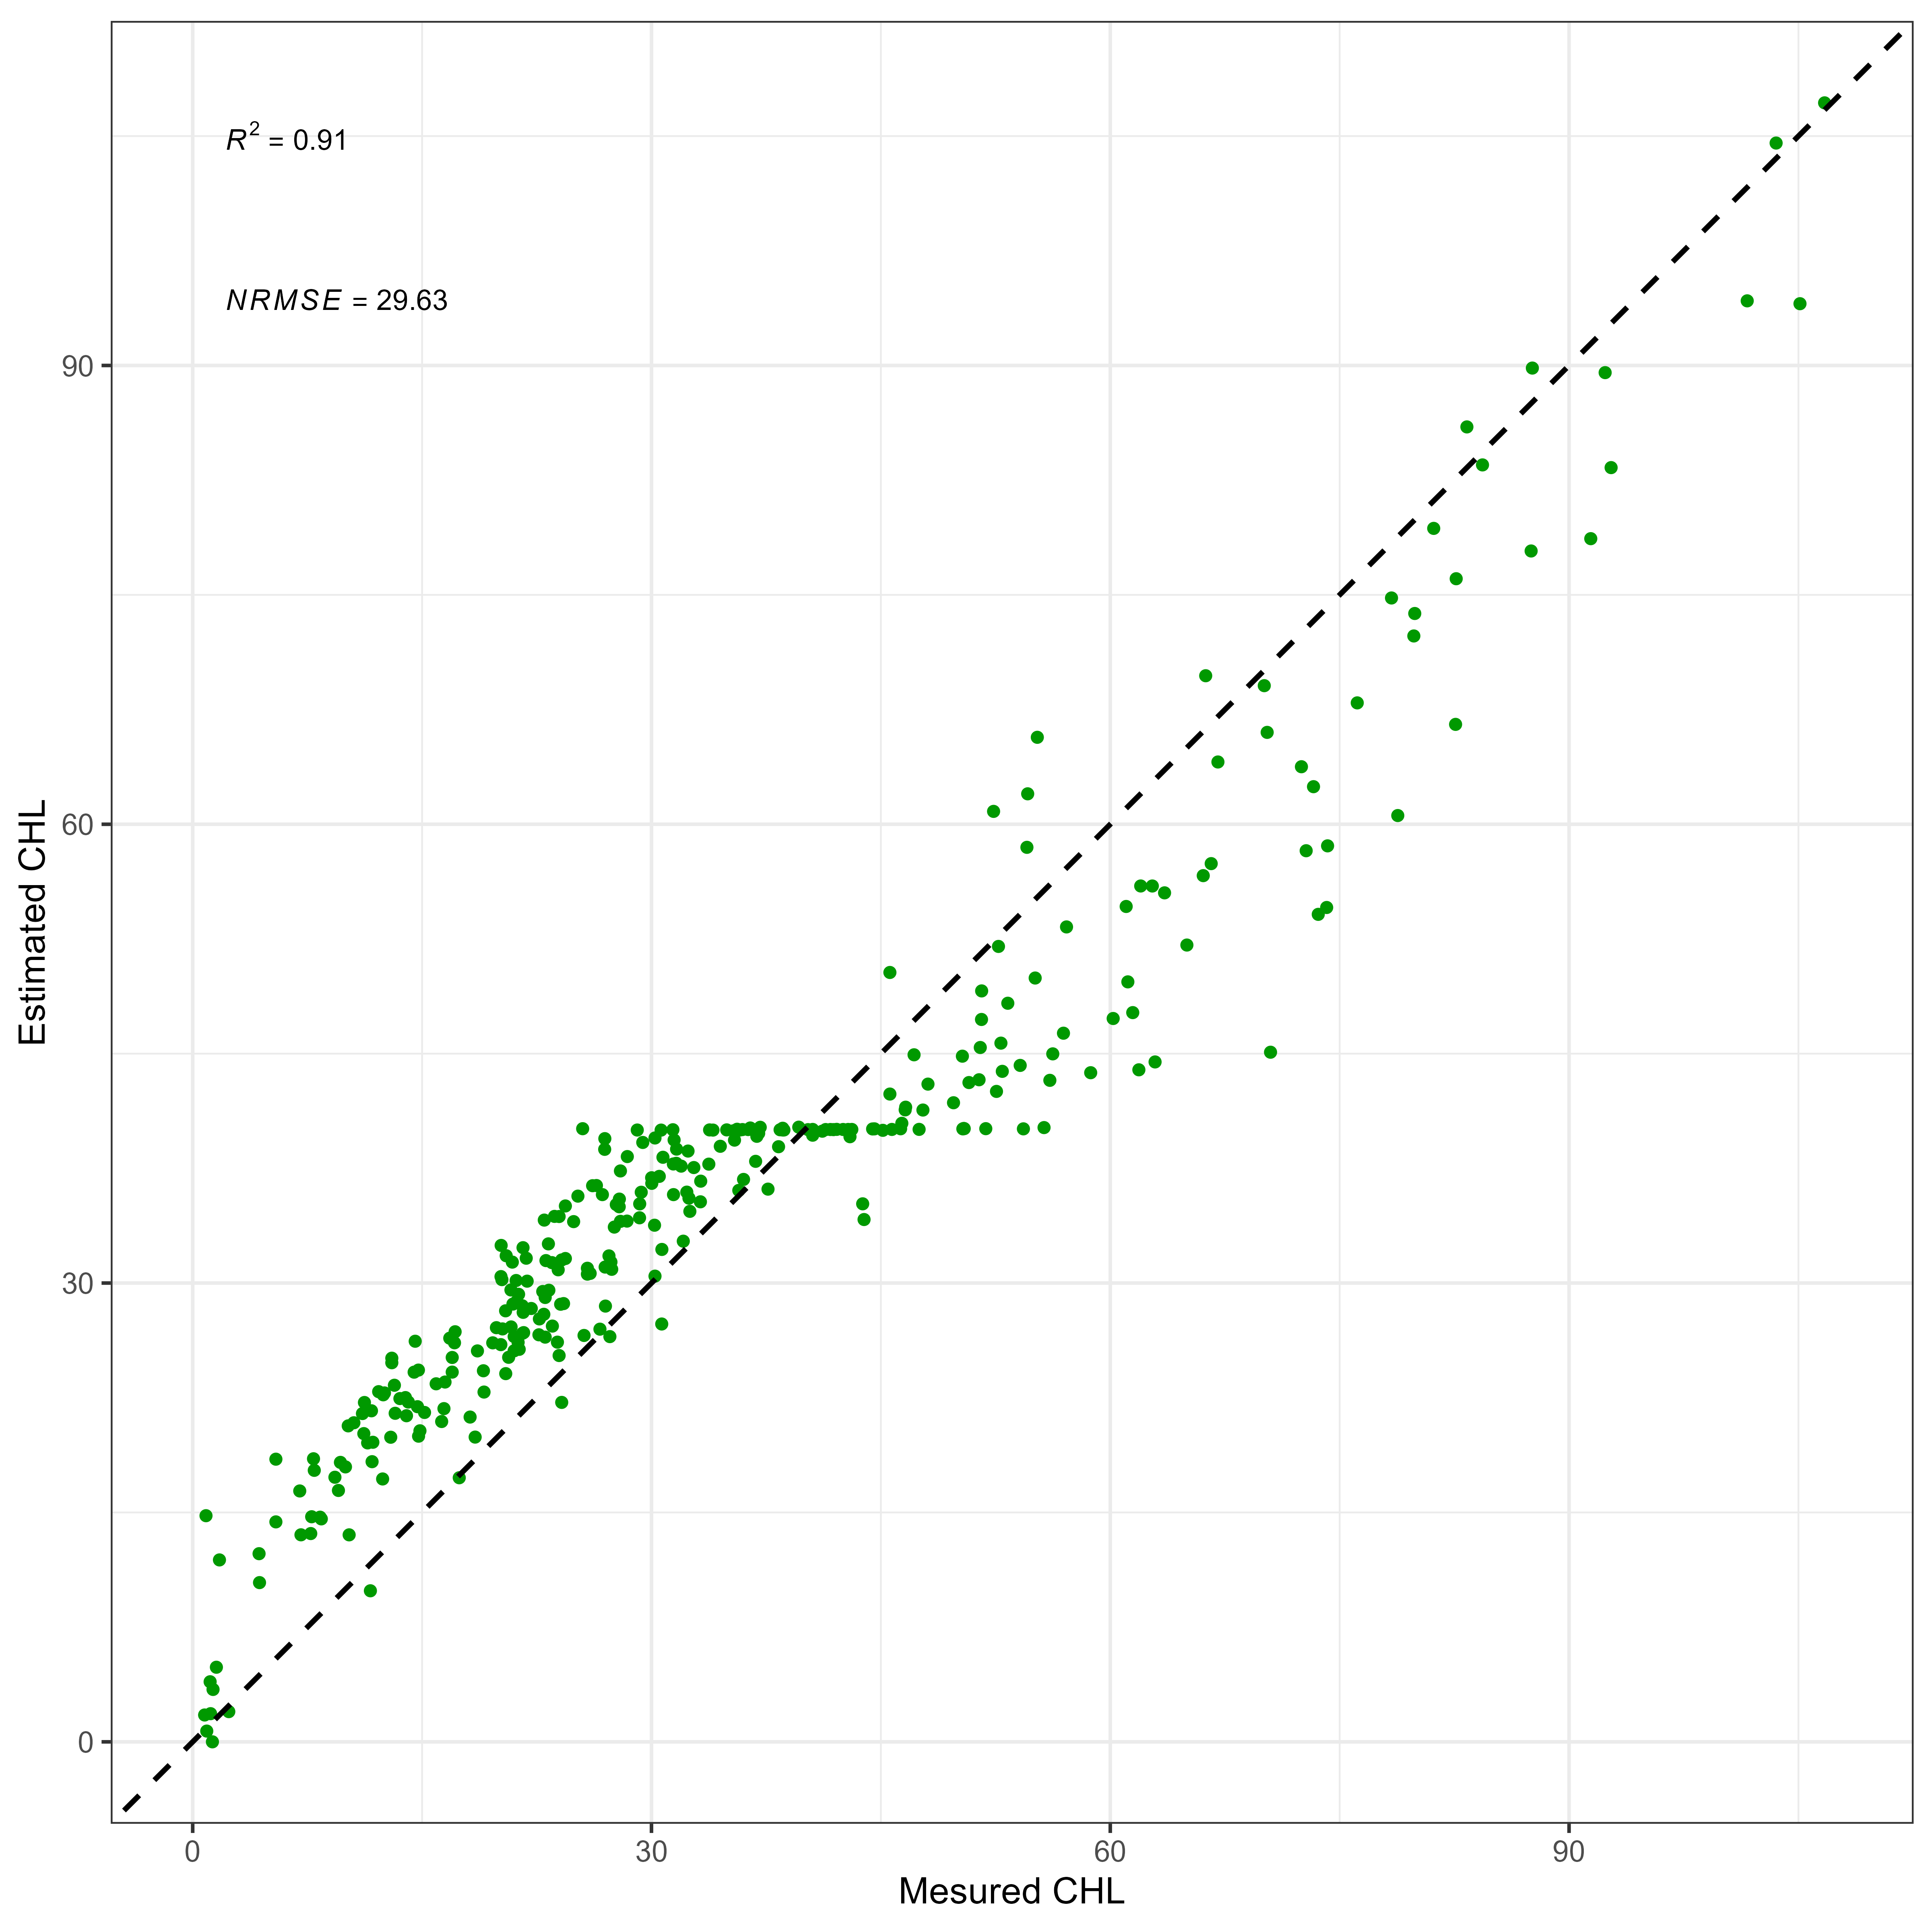 R² = 0.91
NRMSE = 29.63
90
60
30
0
Estimated CHL
0 30 60 90
Mesured CHL